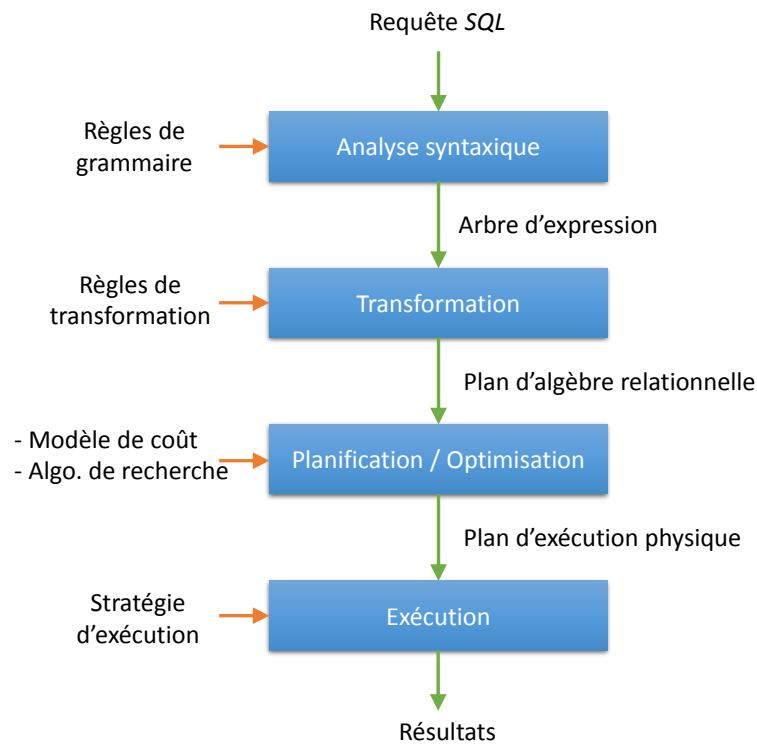 Requête SQL
Règles de
grammaire
Analyse syntaxique
Arbre d'expression
Règles de
transformation
Transformation
Plan d'algèbre relationnelle
- Modèle de coût
- Algo. de recherche
Planification / Optimisation
Plan d'exécution physique
Stratégie
d'exécution
Exécution
Résultats